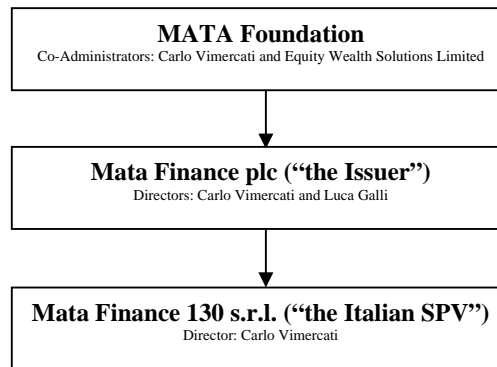 MATA Foundation
Co-Administrators: Carlo Vimercati and Equity Wealth Solutions Limited
Mata Finance plc (“the Issuer”)
Directors: Carlo Vimercati and Luca Galli
Mata Finance 130 s.r.l. (“the Italian SPV”)
Director: Carlo Vimercati